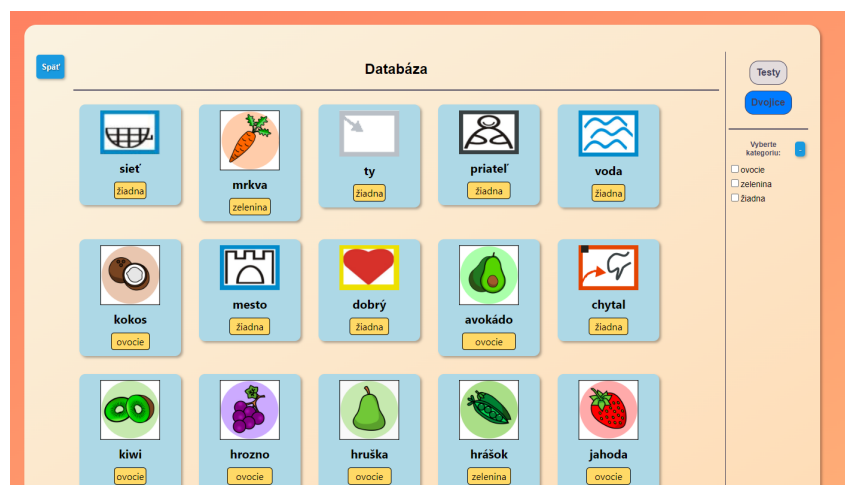 Späť
Databáza
Testy
Dvojice
Vyberte
kategoriu:
-
ovocie
zelenina
žiadna
sieť
žiadna
mrkva
zelenina
ty
žiadna
priateľ
žiadna
voda
žiadna
kokos
ovocie
mesto
žiadna
dobrý
žiadna
avokádo
ovocie
chytal
žiadna
kiwi
ovocie
hrozno
ovocie
hruška
ovocie
hrášok
zelenina
jahoda
ovocie